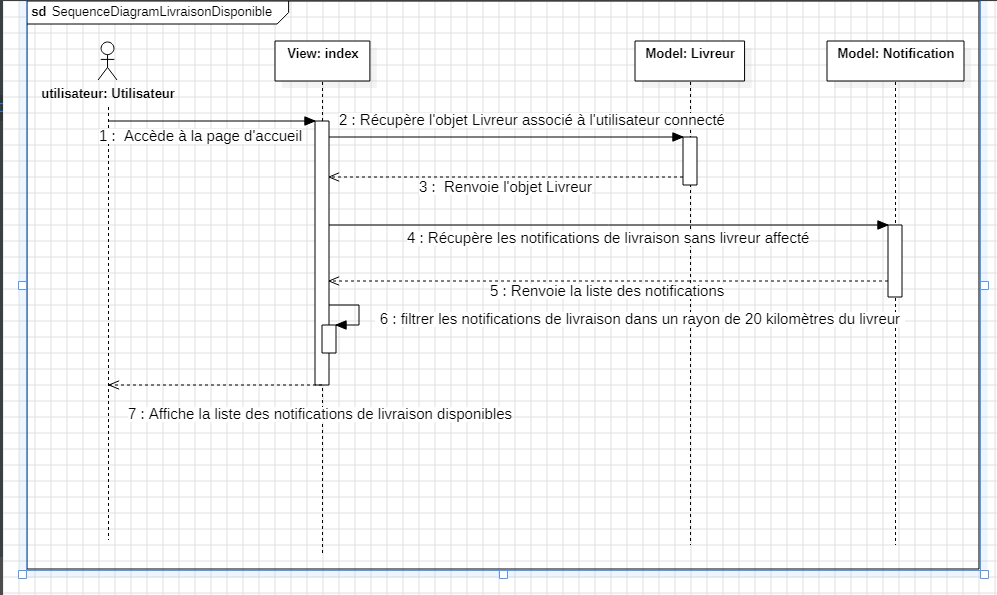 sd SequenceDiagramLivraisonDisponible
utilisateur: Utilisateur
View: index
Model: Livreur
Model: Notification
1 : Accède à la page d'accueil
2 : Récupère l'objet Livreur associé à l'utilisateur connecté
3 : Renvoie l'objet Livreur
4 : Récupère les notifications de livraison sans livreur affecté
5 : Renvoie la liste des notifications
6 : filtrer les notifications de livraison dans un rayon de 20 kilomètres du livreur
7 : Affiche la liste des notifications de livraison disponibles